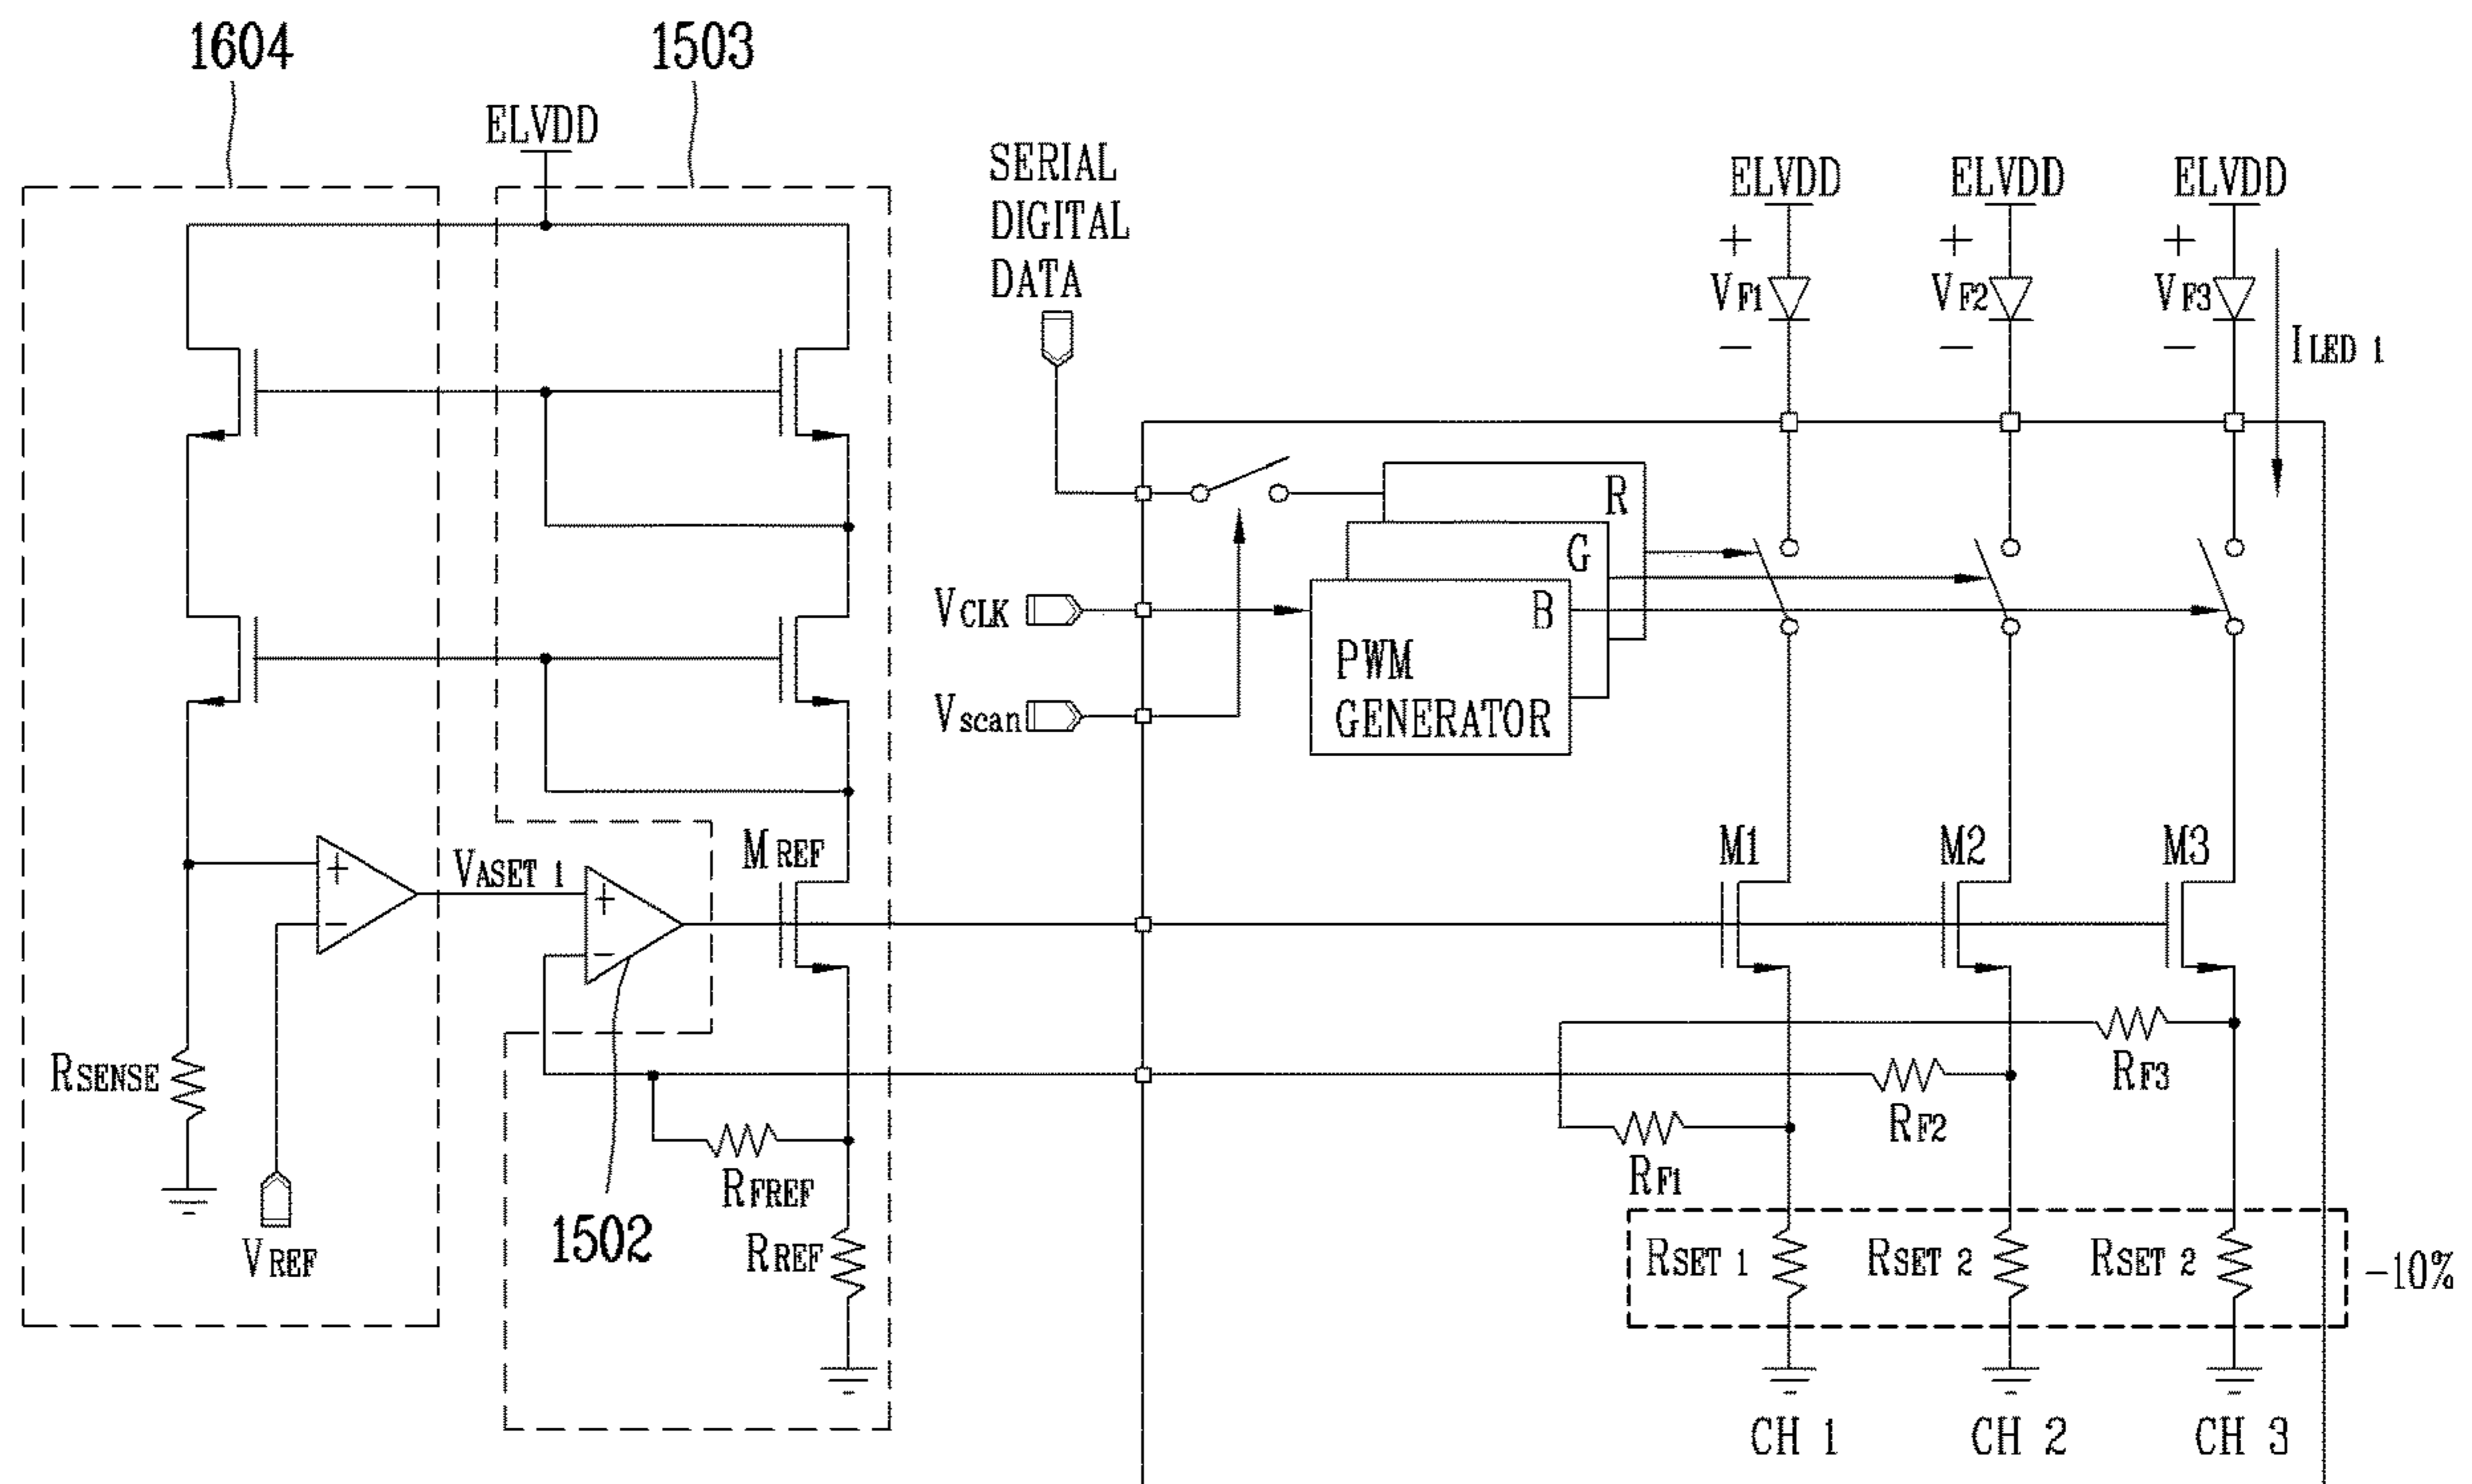 1604
1503
ELVDD
SERIAL
DIGITAL
DATA
ELVDD
ELVDD
ELVDD
+
+
+
VF1
VF2
VF3
−
−
−
ILED 1
R
G
B
PWM
GENERATOR
VCLK
Vscan
+
−
VASET 1
+
−
MREF
M1
M2
M3
RSENSE
RF3
RF2
RF1
RFREF
1502
RREF
VREF
RSET 1
RSET 2
RSET 2
−10%
CH 1
CH 2
CH 3